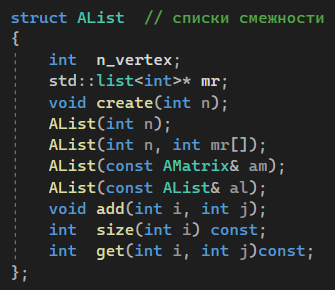 struct AList  // списки смежности
{
    int  n_vertex;
    std::list<int>* mr;
    void create(int n);
    AList(int n);
    AList(int n, int mr[]);
    AList(const AMatrix& am);
    AList(const AList& al);
    void add(int i, int j);
    int  size(int i) const;
    int  get(int i, int j)const;
};